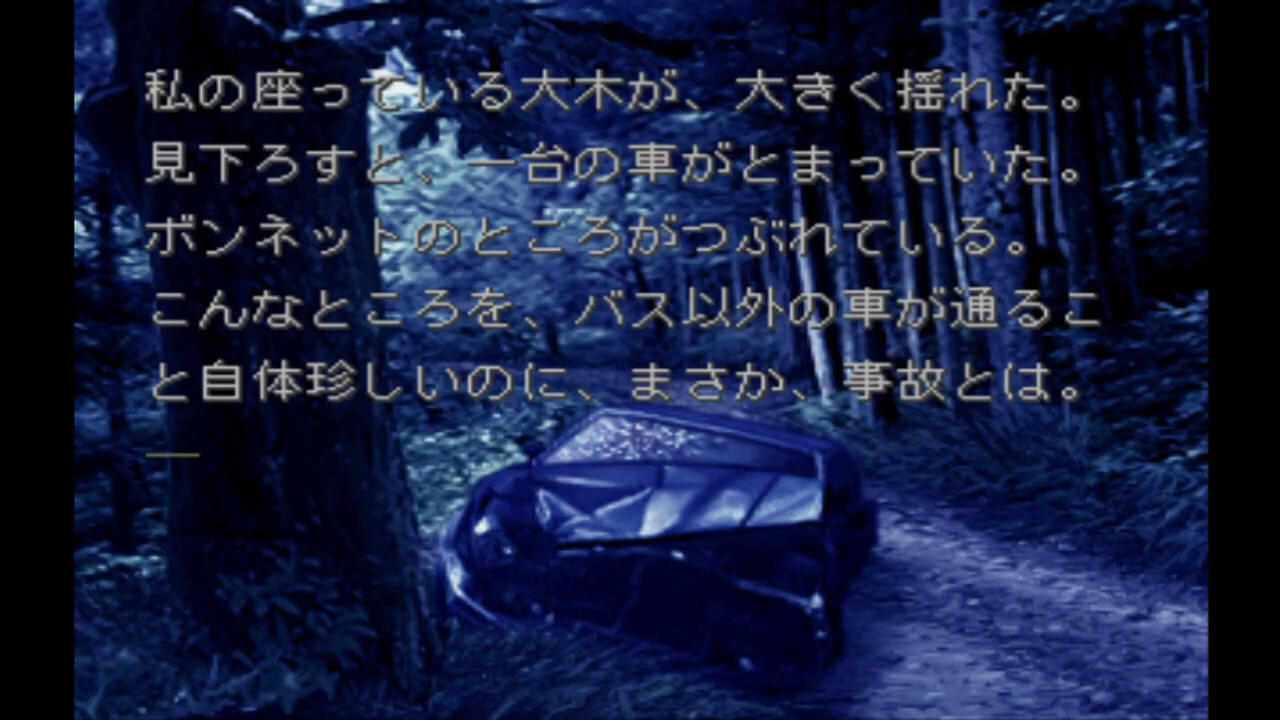 私の座っている大木が、大きく揺れた。
見下ろすと、一台の車がとまっていた。
ボンネットのところがつぶれている。
こんなところを、バス以外の車が通るこ
と自体珍しいのに、まさか、事故とは。